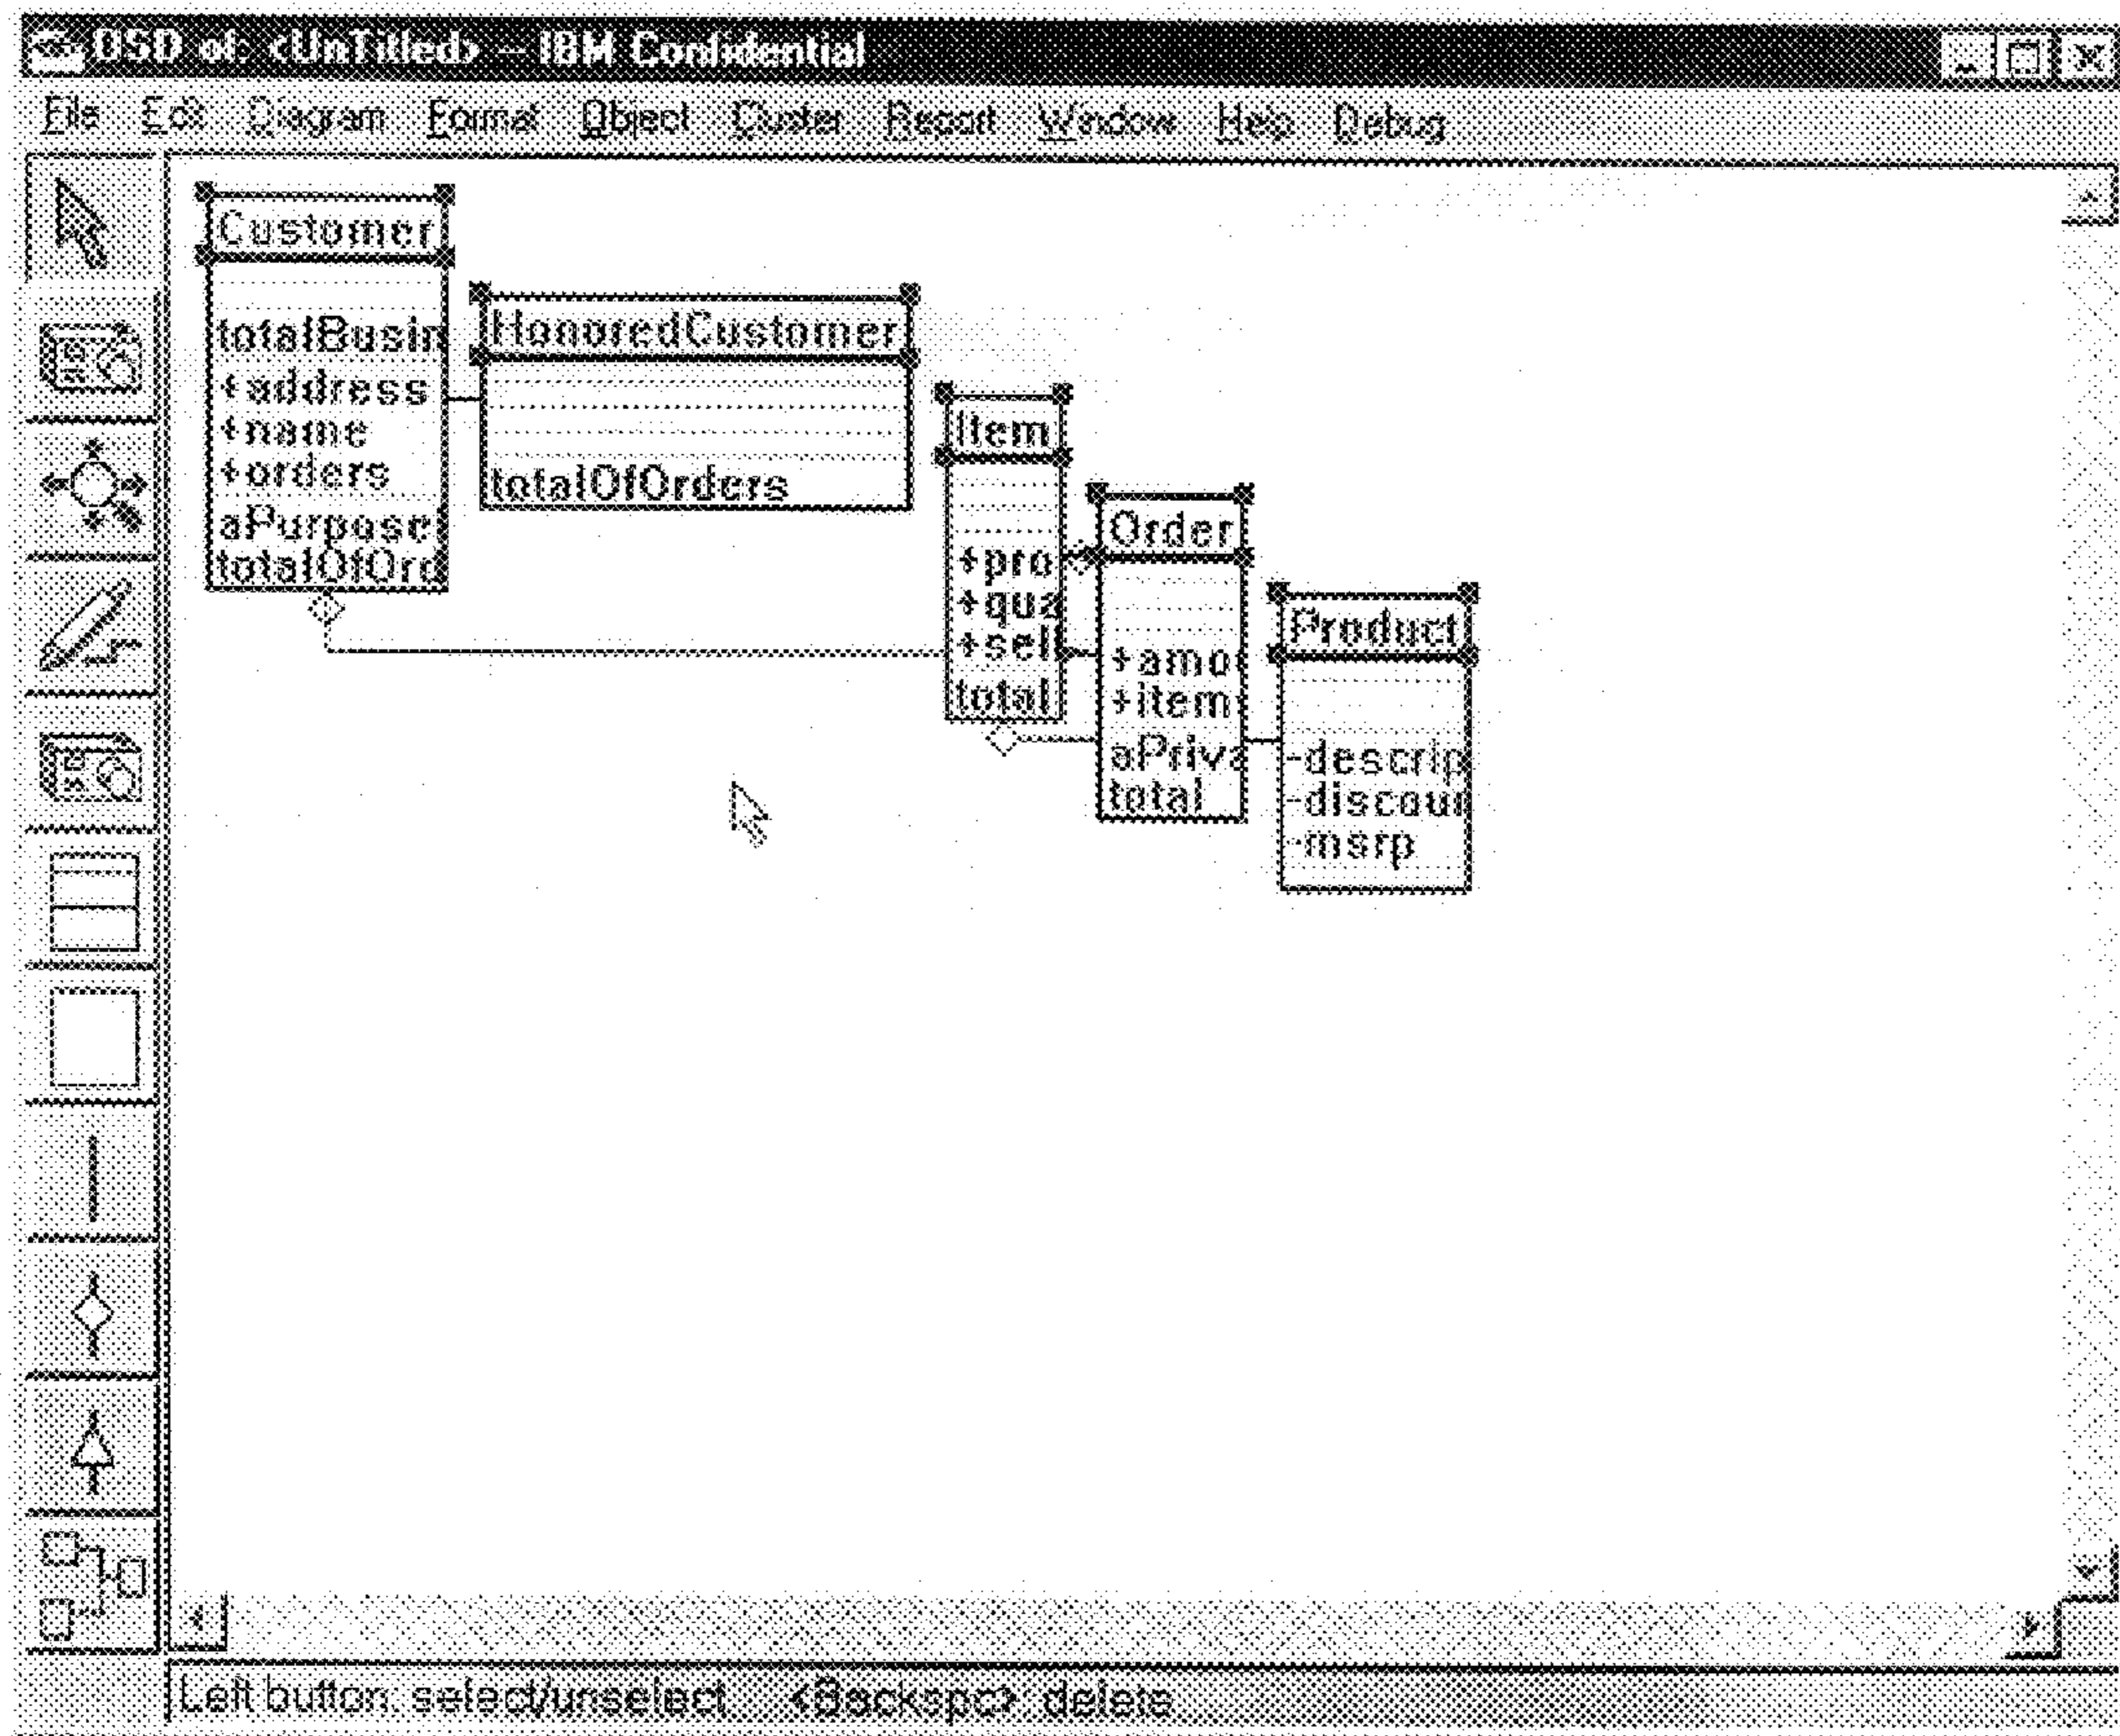 OSD of: <UnTitled> – IBM Confidential
File Edit Diagram Format Object Cluster Report Window Help Debug
Customer
totalBusin
+address
+name
+orders
aPurpose
totalOfOrd
HonoredCustomer
totalOfOrders
Item
+pro
+qua
+sell
total
Order
+amo
+item
aPriva
total
Product
-descrip
-discoun
-msrp
Left button: select/unselect <Backspc> delete